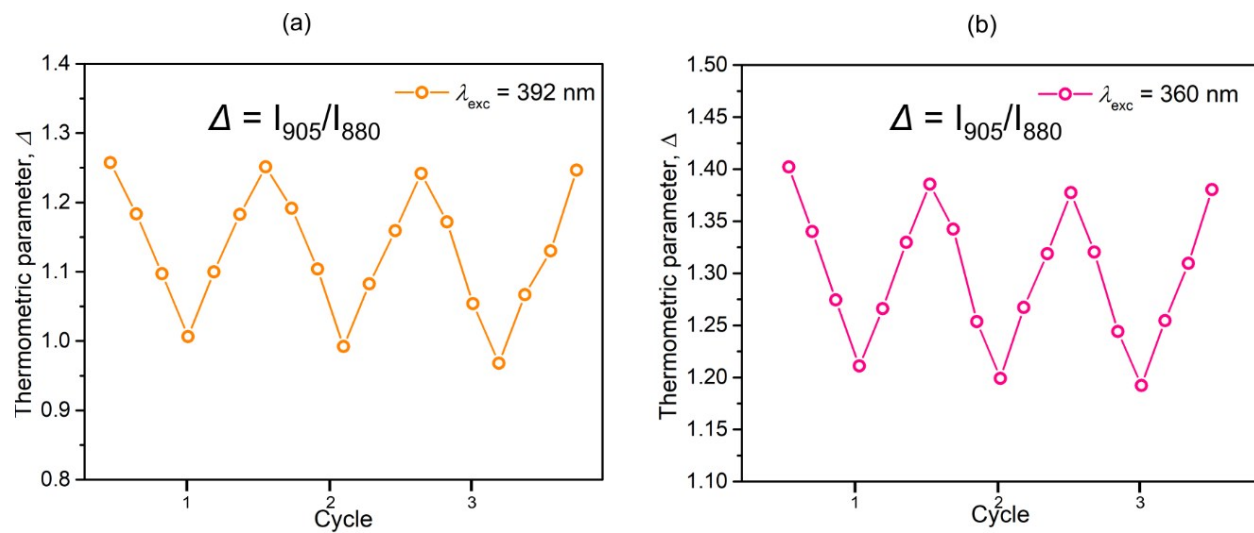 (a)
1.4
1.3
1.2
1.1
1.0
0.9
0.8
Thermometric parameter, Δ
λexc = 392 nm
Δ = I905/I880
1 2 3
Cycle
(b)
1.50
1.45
1.40
1.35
1.30
1.25
1.20
1.15
1.10
Thermometric parameter, Δ
λexc = 360 nm
Δ = I905/I880
1 2 3
Cycle